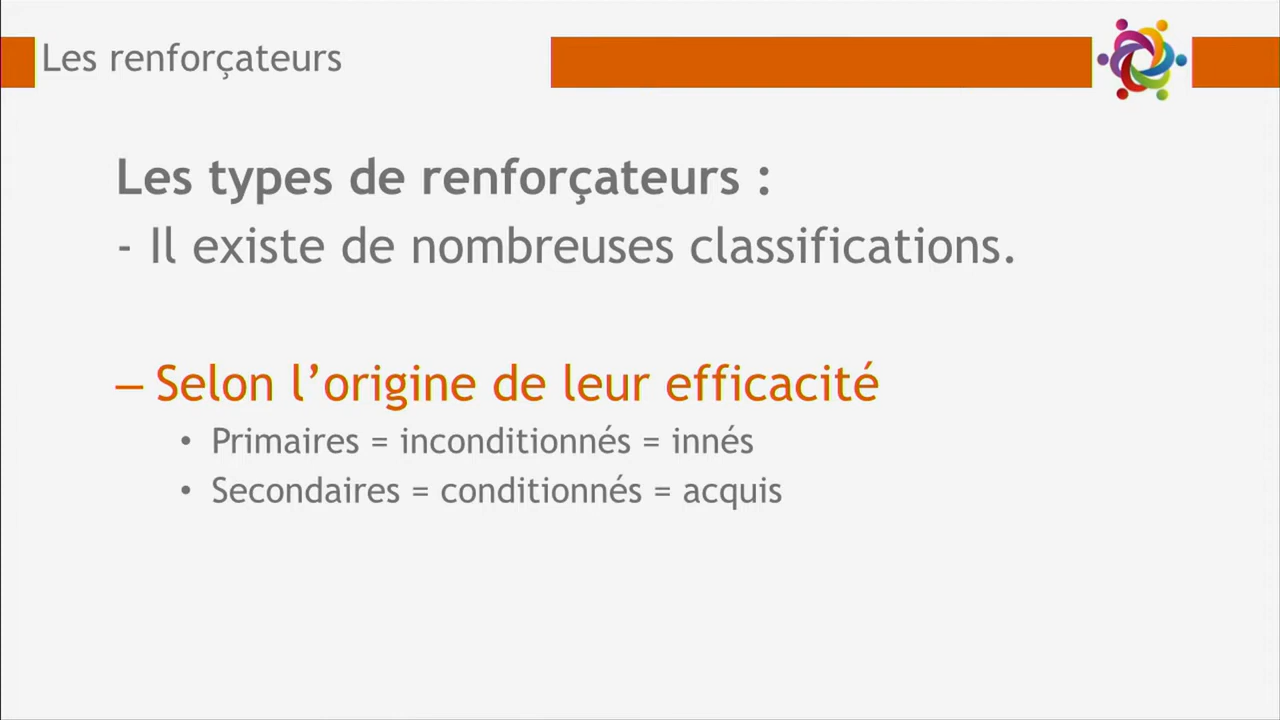 Les renforçateurs
Les types de renforçateurs :
- Il existe de nombreuses classifications.
– Selon l’origine de leur efficacité
• Primaires = inconditionnés = innés
• Secondaires = conditionnés = acquis